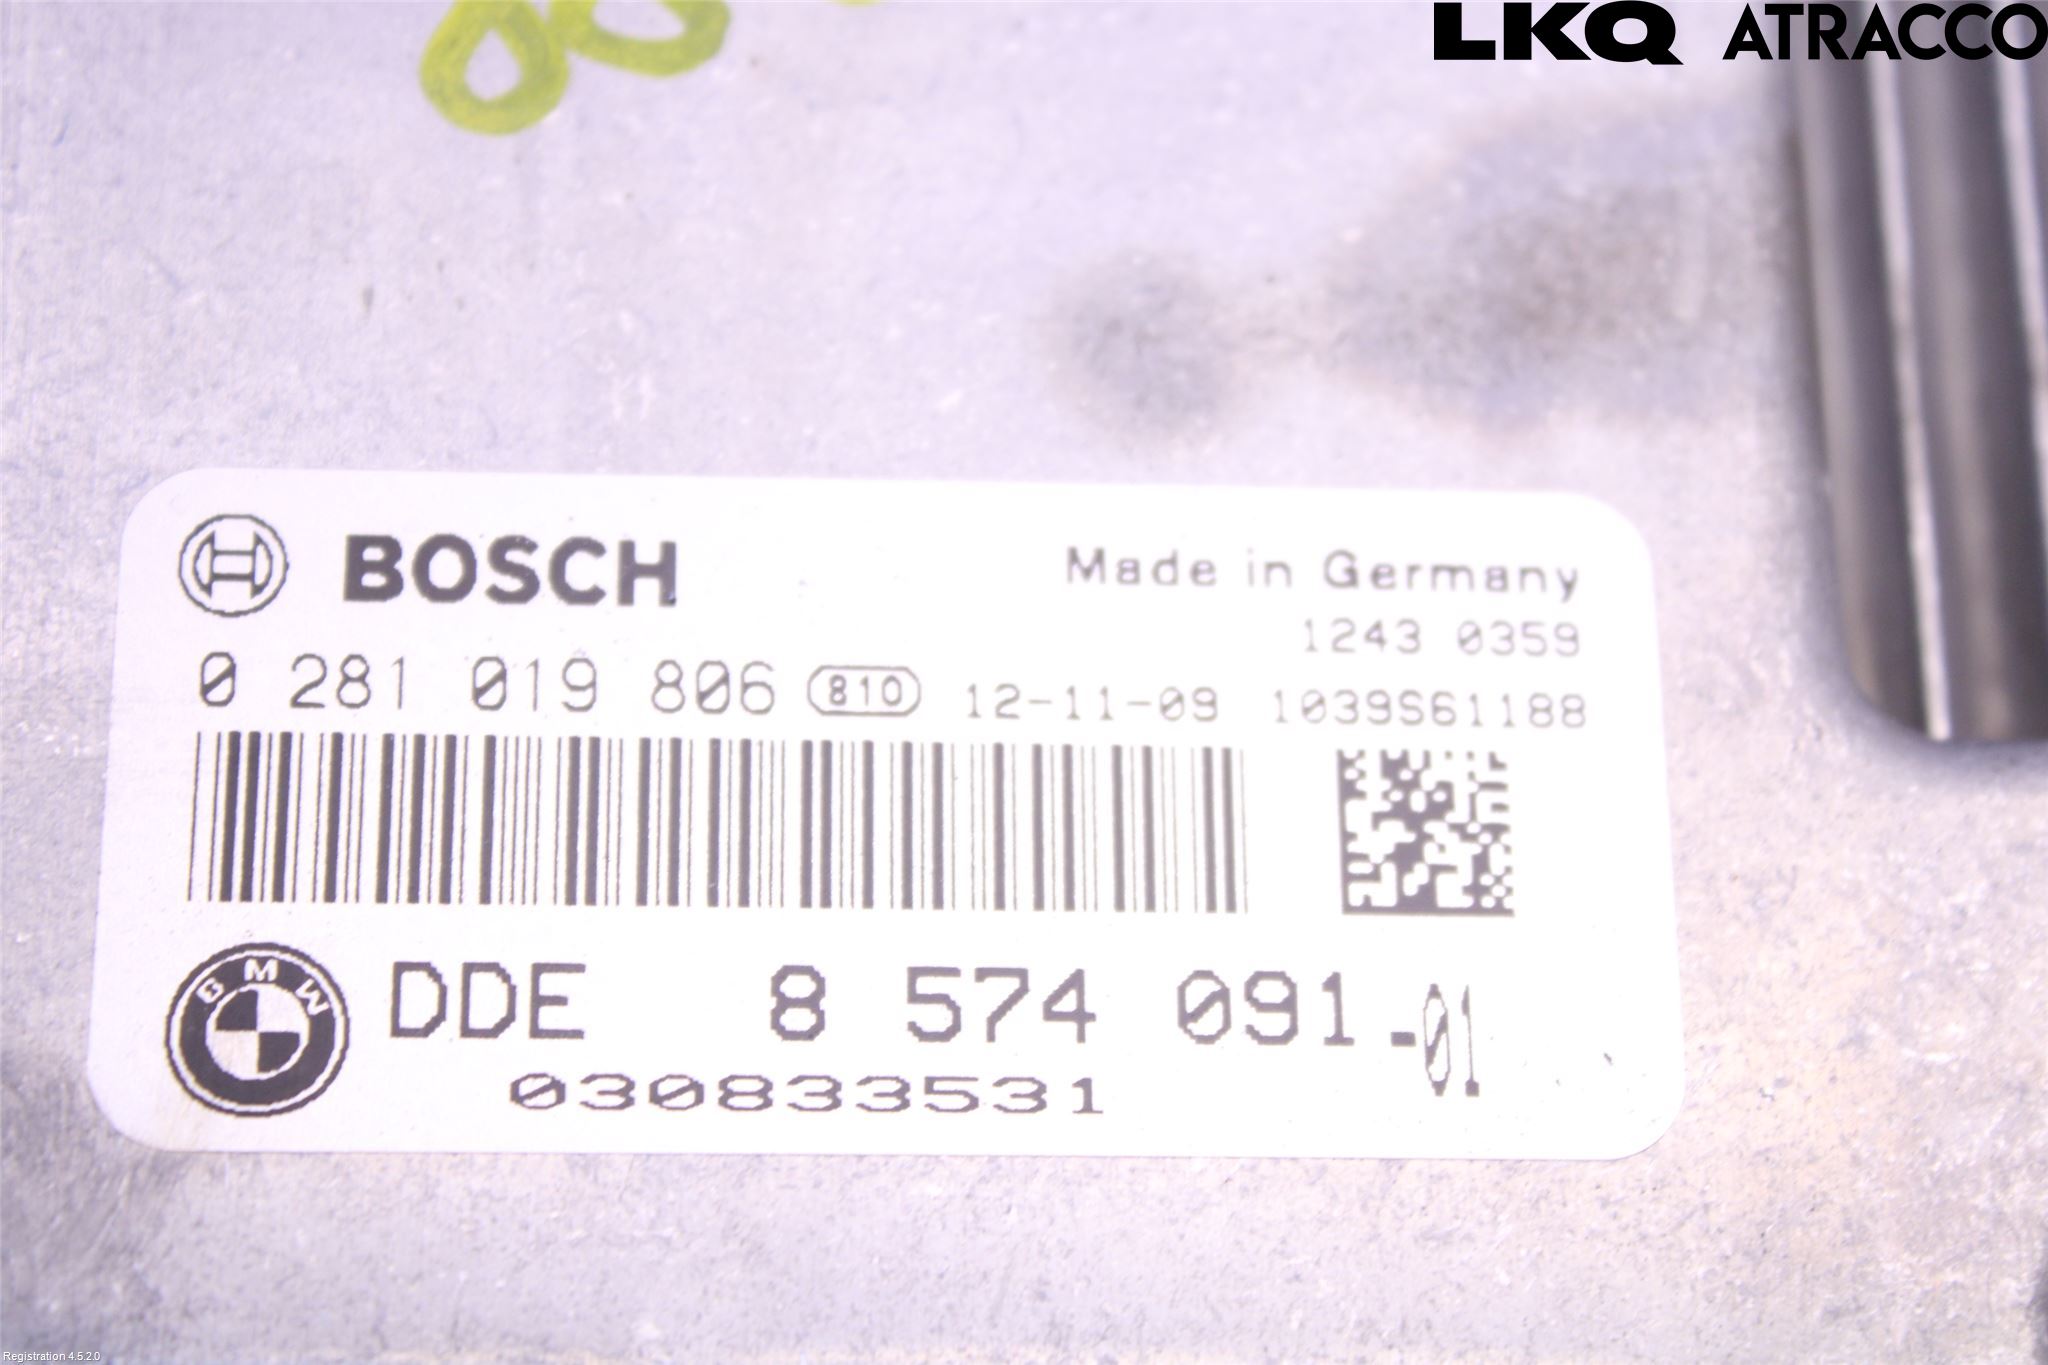 LKQ ATRACCO
BOSCH
Made in Germany
1243 0359
0 281 019 806 810 12-11-09 1039S61188
BMW DDE 8 574 091-01
030833531
Registration 4.5.2.0